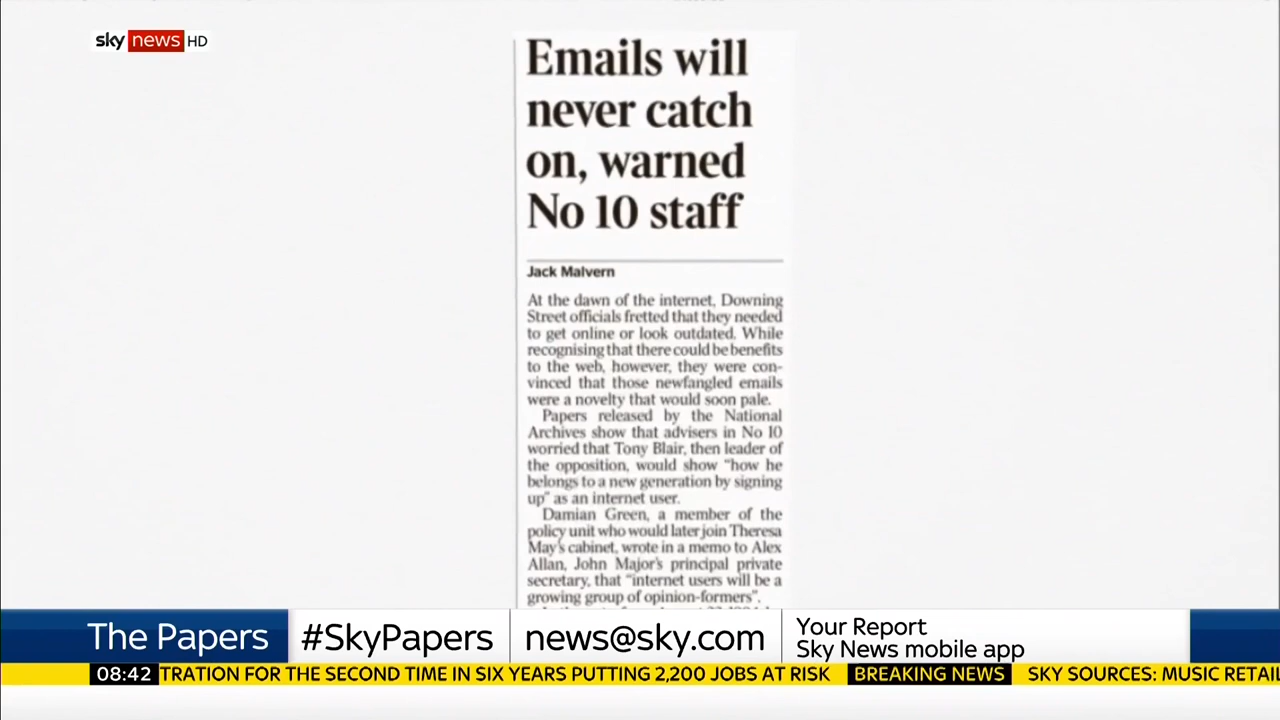 sky news HD
Emails will
never catch
on, warned
No 10 staff
Jack Malvern
At the dawn of the internet, Downing
Street officials fretted that they needed
to get online or look outdated. While
recognising that there could be benefits
to the web, however, they were con-
vinced that those newfangled emails
were a novelty that would soon pale.
Papers released by the National
Archives show that advisers in No 10
worried that Tony Blair, then leader of
the opposition, would show "how he
belongs to a new generation by signing
up" as an internet user.
Damian Green, a member of the
policy unit who would later join Theresa
May's cabinet, wrote in a memo to Alex
Allan, John Major's principal private
secretary, that "internet users will be a
growing group of opinion-formers".
The Papers #SkyPapers news@sky.com
Your Report
Sky News mobile app
08:42 TRATION FOR THE SECOND TIME IN SIX YEARS PUTTING 2,200 JOBS AT RISK BREAKING NEWS SKY SOURCES: MUSIC RETAIL